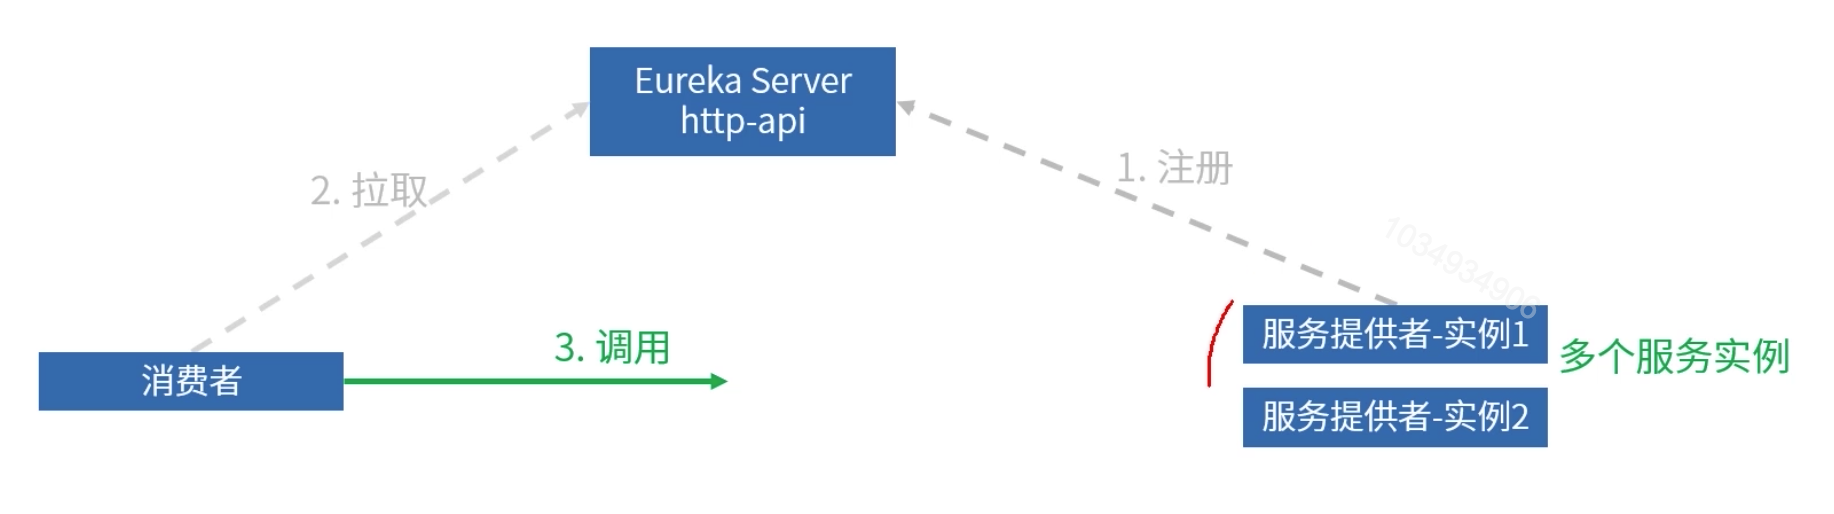 Eureka Server
http-api
1. 注册
2. 拉取
1034934906
服务提供者-实例1
3. 调用
多个服务实例
消费者
服务提供者-实例2